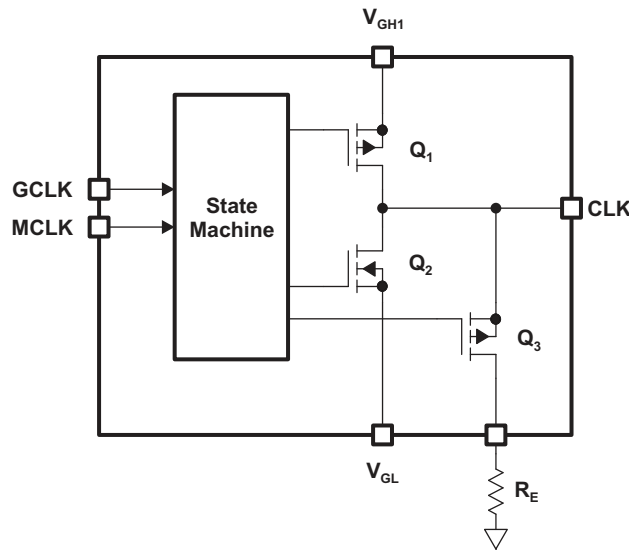 V_GH1
Q_1
GCLK
MCLK
State
Machine
CLK
Q_2
Q_3
V_GL
R_E